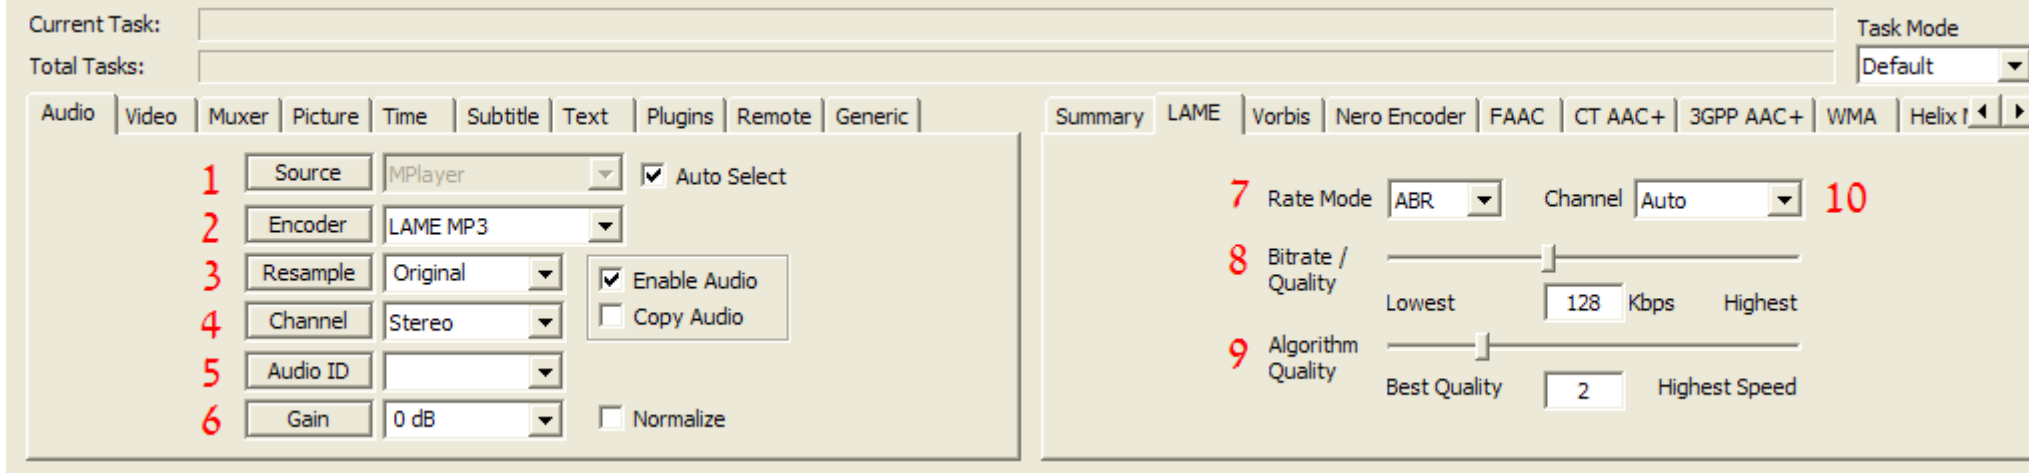 Current Task:
Task Mode
Total Tasks:
Default
Audio Video Muxer Picture Time Subtitle Text Plugins Remote Generic
Summary LAME Vorbis Nero Encoder FAAC CT AAC+ 3GPP AAC+ WMA Helix
1 Source MPlayer Auto Select
2 Encoder LAME MP3
3 Resample Original Enable Audio
4 Channel Stereo Copy Audio
5 Audio ID
6 Gain 0 dB Normalize
7 Rate Mode ABR Channel Auto 10
8 Bitrate /
Quality
Lowest 128 Kbps Highest
9 Algorithm
Quality
Best Quality 2 Highest Speed